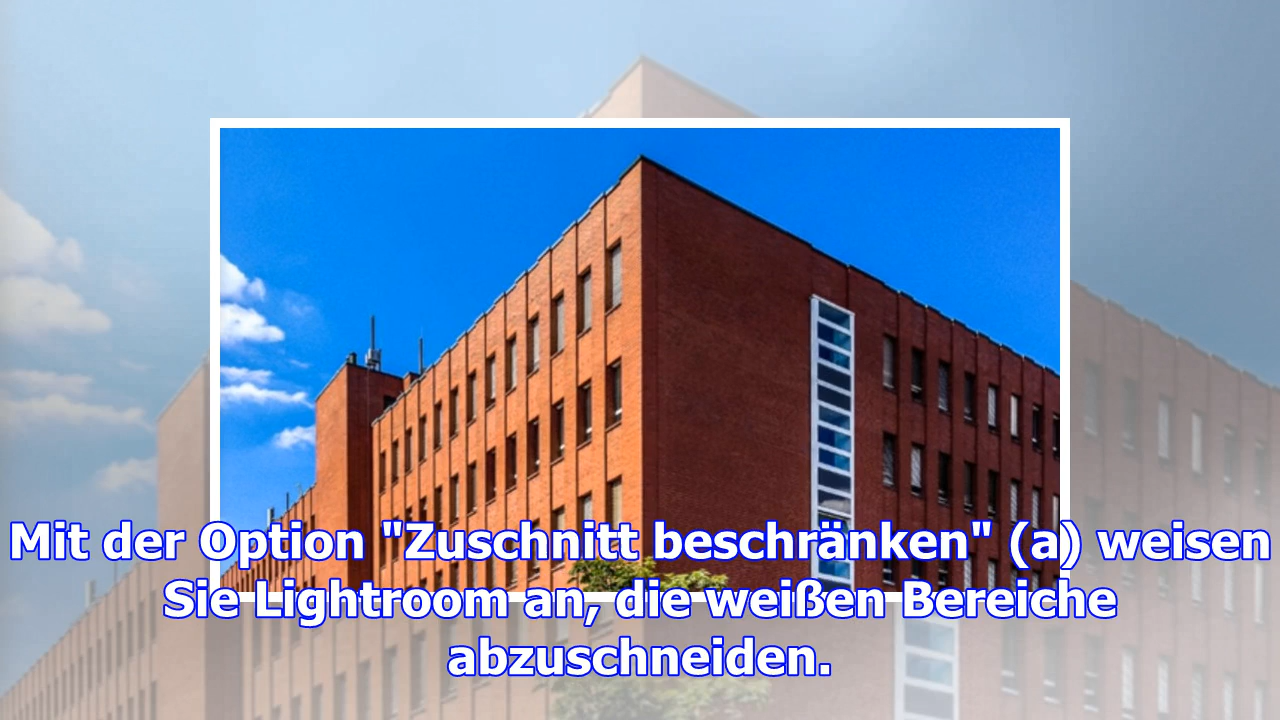 Mit der Option "Zuschnitt beschränken" (a) weisen
Sie Lightroom an, die weißen Bereiche
abzuschneiden.